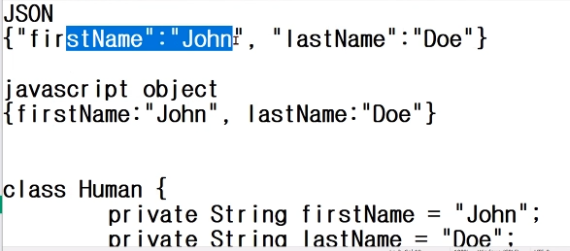 JSON
{"firstName":"John", "lastName":"Doe"}
javascript object
{firstName:"John", lastName:"Doe"}
class Human {
private String firstName = "John";
private String lastName = "Doe";